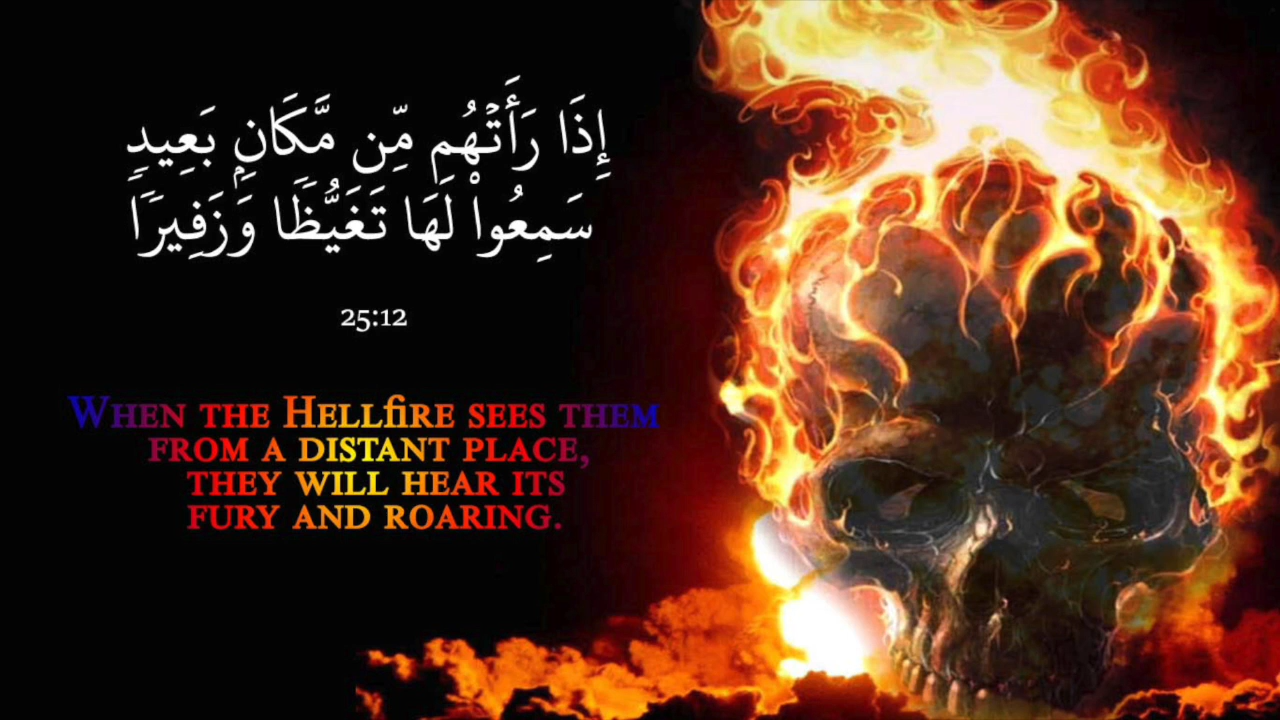 إِذَا رَأَتۡهُم مِّن مَّكَانِۭ بَعِيدٖ
سَمِعُواْ لَهَا تَغَيُّظٗا وَزَفِيرٗا
25:12
When the Hellfire sees them
from a distant place,
they will hear its
fury and roaring.